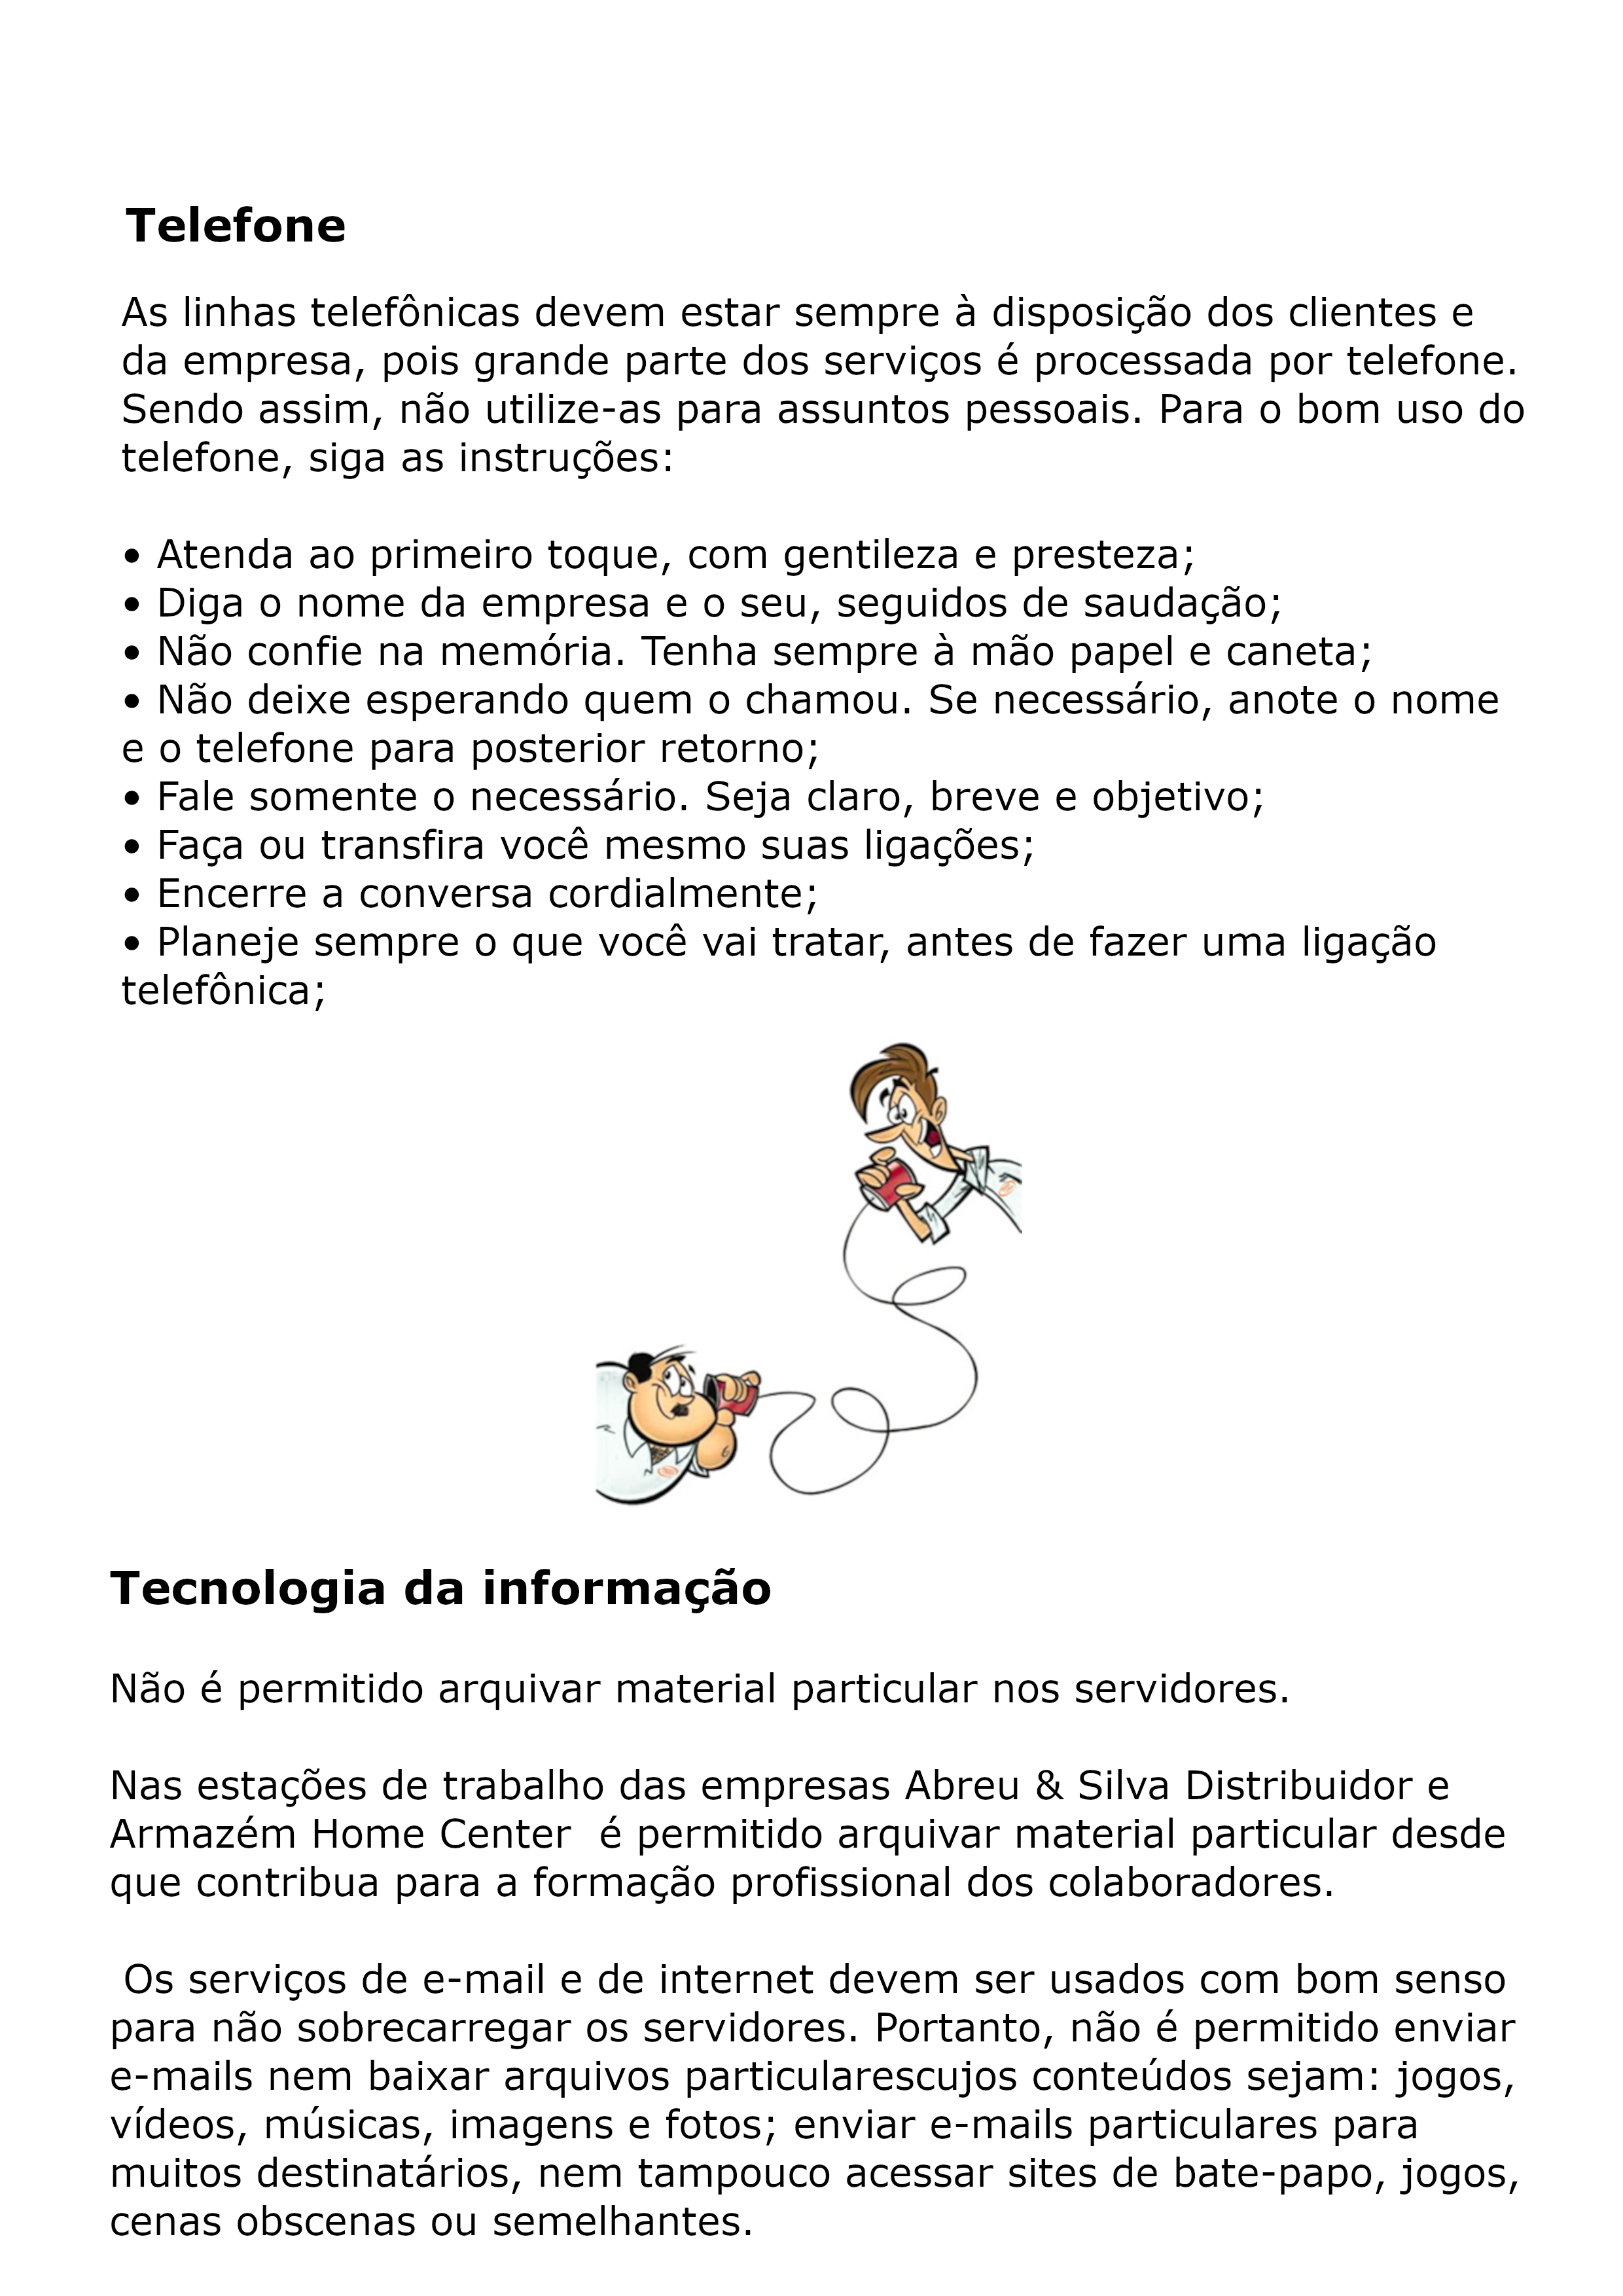 Telefone
As linhas telefônicas devem estar sempre à disposição dos clientes e
da empresa, pois grande parte dos serviços é processada por telefone.
Sendo assim, não utilize-as para assuntos pessoais. Para o bom uso do
telefone, siga as instruções:
• Atenda ao primeiro toque, com gentileza e presteza;
• Diga o nome da empresa e o seu, seguidos de saudação;
• Não confie na memória. Tenha sempre à mão papel e caneta;
• Não deixe esperando quem o chamou. Se necessário, anote o nome
e o telefone para posterior retorno;
• Fale somente o necessário. Seja claro, breve e objetivo;
• Faça ou transfira você mesmo suas ligações;
• Encerre a conversa cordialmente;
• Planeje sempre o que você vai tratar, antes de fazer uma ligação
telefônica;
Tecnologia da informação
Não é permitido arquivar material particular nos servidores.
Nas estações de trabalho das empresas Abreu & Silva Distribuidor e
Armazém Home Center  é permitido arquivar material particular desde
que contribua para a formação profissional dos colaboradores.
Os serviços de e-mail e de internet devem ser usados com bom senso
para não sobrecarregar os servidores. Portanto, não é permitido enviar
e-mails nem baixar arquivos particularescujos conteúdos sejam: jogos,
vídeos, músicas, imagens e fotos; enviar e-mails particulares para
muitos destinatários, nem tampouco acessar sites de bate-papo, jogos,
cenas obscenas ou semelhantes.